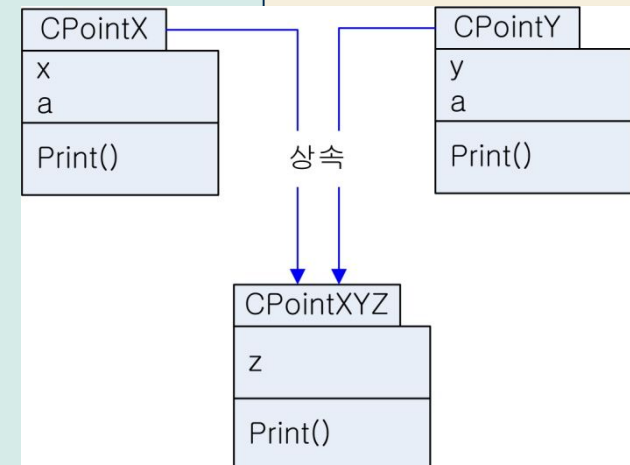 CPointX
x
a
Print()
CPointY
y
a
Print()
상속
CPointXYZ
z
Print()